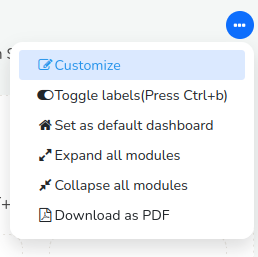 Customize
Toggle labels(Press Ctrl+b)
Set as default dashboard
Expand all modules
Collapse all modules
Download as PDF